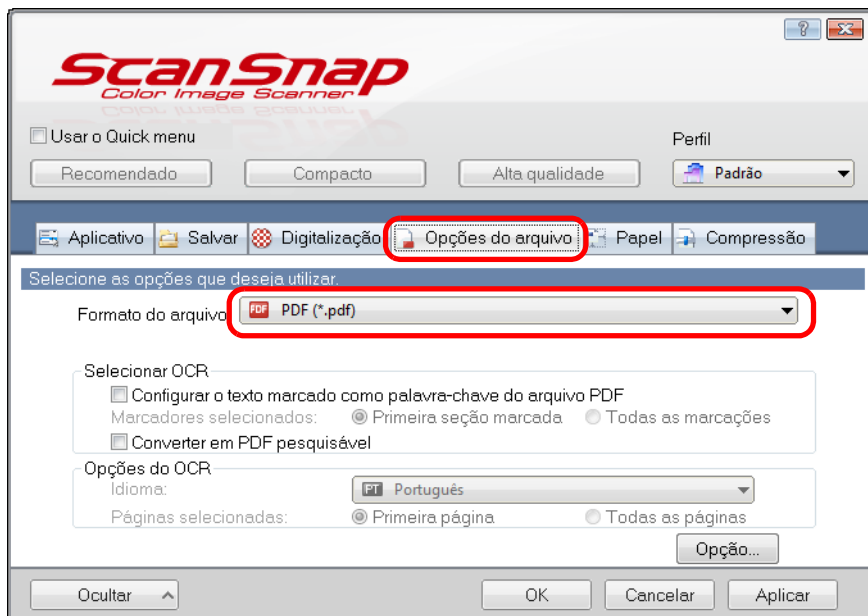 ScanSnap
Color Image Scanner
Usar o Quick menu
Perfil
Recomendado Compacto Alta qualidade Padrão
Aplicativo Salvar Digitalização Opções do arquivo Papel Compressão
Selecione as opções que deseja utilizar.
Formato do arquivo PDF PDF (*.pdf)
Selecionar OCR
Configurar o texto marcado como palavra-chave do arquivo PDF
Marcadores selecionados: Primeira seção marcada Todas as marcações
Converter em PDF pesquisável
Opções do OCR
Idioma: PT Português
Páginas selecionadas: Primeira página Todas as páginas
Opção...
Ocultar OK Cancelar Aplicar